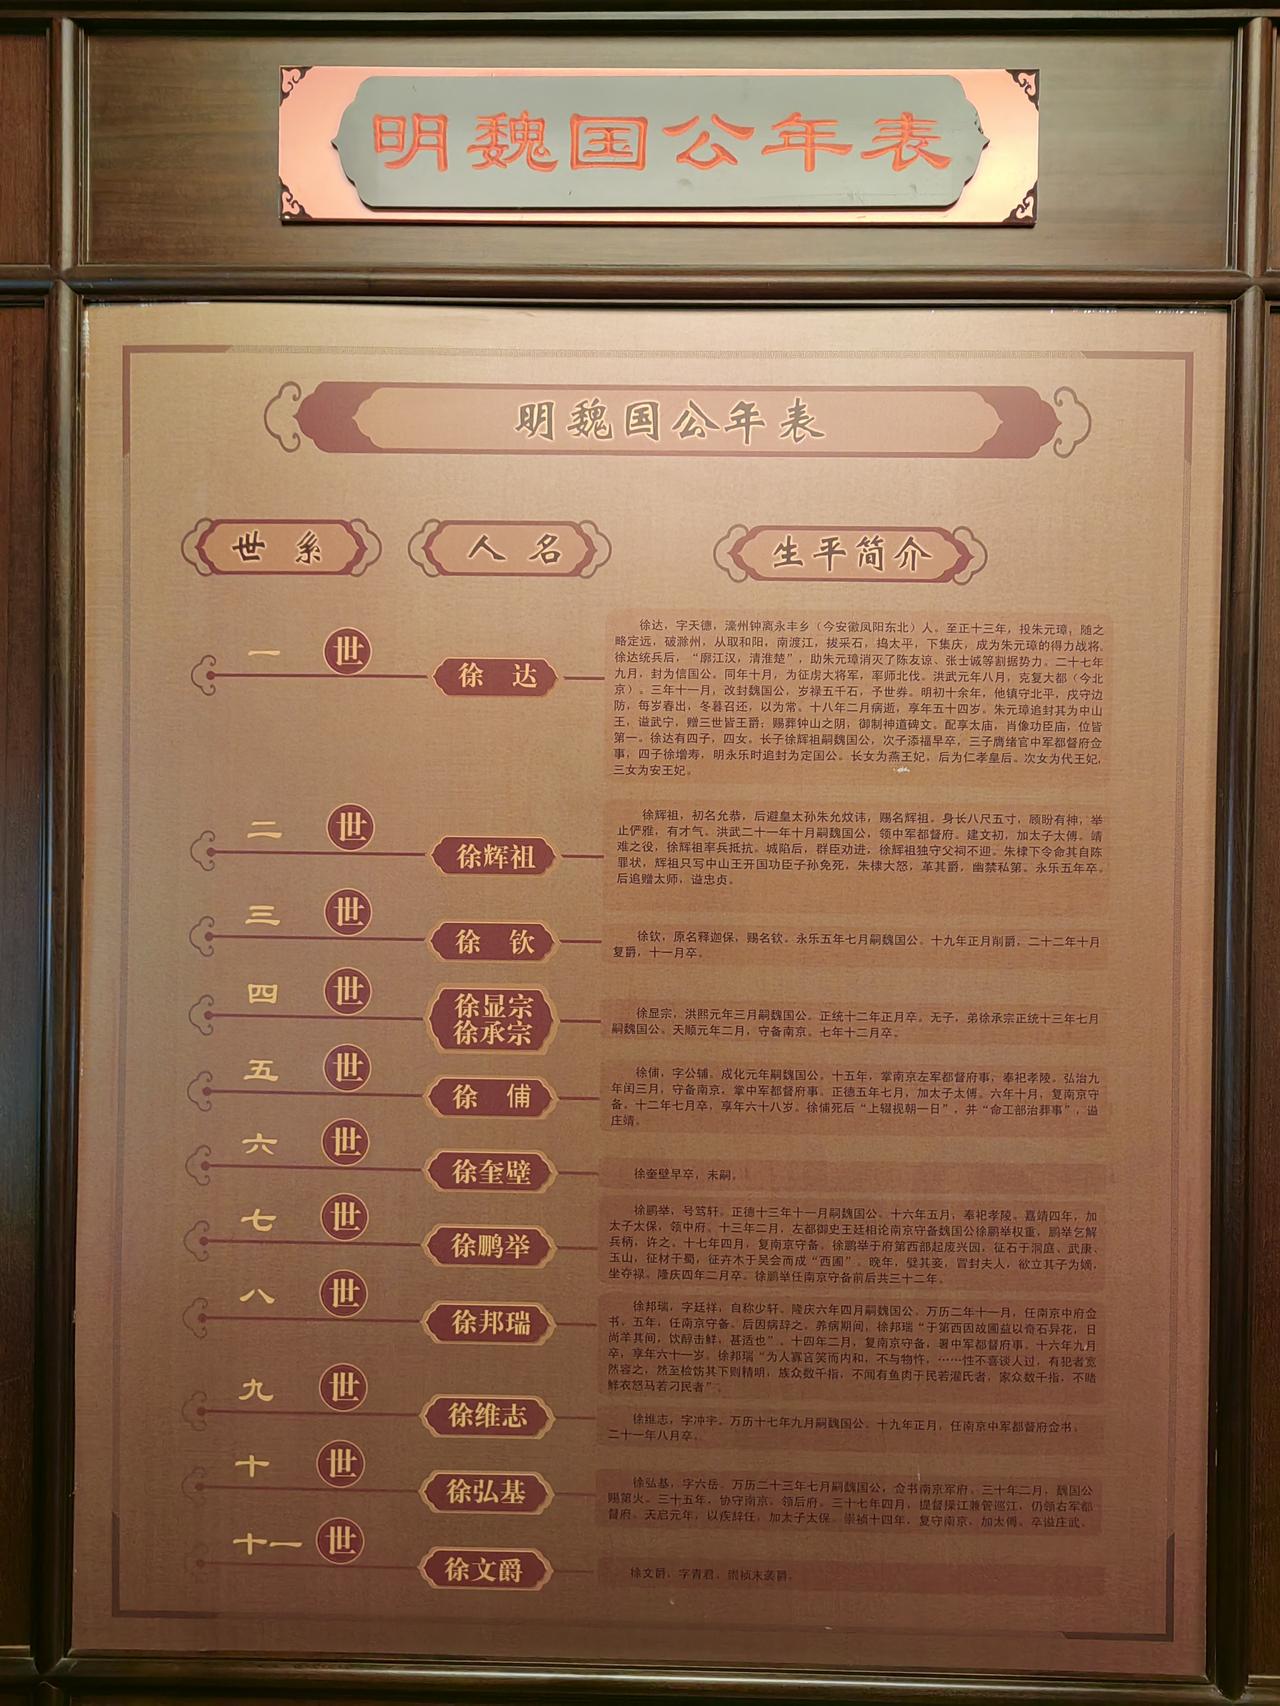 明魏国公年表
明魏国公年表
世系
人名
生平简介
一世
徐达
徐达，字天德，濠州钟离永丰乡（今安徽凤阳东北）人。至正十三年，投朱元璋，随之
略定远，破滁州，从取和阳，南渡江，拔采石，捣太平，下集庆，成为朱元璋的得力战将。
徐达统兵后，“廓江汉，清淮楚”，助朱元璋消灭了陈友谅、张士诚等割据势力。二十七年
九月，封为信国公。同年十月，为征虏大将军，率师北伐。洪武元年八月，克复大都（今北
京）。三年十一月，改封魏国公，岁禄五千石，予世券。明初十余年，他镇守北平，戍守边
防，每岁春出，冬暮召还，以为常。十八年二月病逝，享年五十四岁。朱元璋追封其为中山
王，谥武宁，赠三世皆王爵；赐葬钟山之阴，御制神道碑文。配享太庙，肖像功臣庙，位皆
第一。徐达有四子，四女。长子徐辉祖嗣魏国公，次子添福早卒，三子膺绪官中军都督府佥
事，四子徐增寿，明永乐时追封为定国公。长女为燕王妃，后为仁孝皇后。次女为代王妃，
三女为安王妃。
二世
徐辉祖
徐辉祖，初名允恭，后避皇太孙朱允炆讳，赐名辉祖。身长八尺五寸，顾盼有神，举
止俨雅，有才气。洪武二十一年十月嗣魏国公，领中军都督府。建文初，加太子太傅。靖
难之役，徐辉祖率兵抵抗。城陷后，群臣劝进，徐辉祖独守父祠不迎。朱棣下令命其自陈
罪状，辉祖只写中山王开国功臣子孙免死，朱棣大怒，革其爵，幽禁私第。永乐五年卒。
后追赠太师，谥忠贞。
三世
徐钦
徐钦，原名释迦保，赐名钦。永乐五年七月嗣魏国公。十九年正月削爵，二十二年十月
复爵，十一月卒。
四世
徐显宗
徐承宗
徐显宗，洪熙元年三月嗣魏国公。正统十二年正月卒。无子，弟徐承宗正统十三年七月
嗣魏国公。天顺元年二月，守备南京。七年十二月卒。
五世
徐俌
徐俌，字公辅。成化元年嗣魏国公。十五年，掌南京左军都督府事，奉祀孝陵。弘治九
年闰三月，守备南京，掌中军都督府事。正德五年七月，加太子太傅。六年十月，复南京守
备。十二年七月卒，享年六十八岁。徐俌死后“上辍视朝一日”，并“命工部治葬事”，谥
庄靖。
六世
徐奎璧
徐奎璧早卒，未嗣。
七世
徐鹏举
徐鹏举，号笃轩。正德十三年十一月嗣魏国公。十六年五月，奉祀孝陵。嘉靖四年，加
太子太保，领中府。十三年二月，左都御史王廷相论南京守备魏国公徐鹏举权重，鹏举乞解
兵柄，许之。十七年四月，复南京守备。徐鹏举于府第西部起废兴园，征石于洞庭、武康、
玉山，征材于蜀，征卉木于吴会而成“西圃”。晚年，嬖其妾，冒封夫人，欲立其子为嫡，
坐夺禄。隆庆四年二月卒。徐鹏举任南京守备前后共三十二年。
八世
徐邦瑞
徐邦瑞，字廷祥，自称少轩。隆庆六年四月嗣魏国公。万历二年十一月，任南京中府佥
书。五年，任南京守备。后因病辞之。养病期间，徐邦瑞“于第西因故圃益以奇石异花，日
尚羊其间，饮醇击鲜，甚适也”。十四年二月，复南京守备，署中军都督府事。十六年九月
卒，享年六十一岁。徐邦瑞“为人寡言笑而内和，不与物忤，……性不喜谈人过，有犯者宽
然容之，然至检饬其下则精明，族众数千指，不闻有鱼肉于民若灌氏者，家众数千指，不睹
鲜衣怒马若刁民者”。
九世
徐维志
徐维志，字冲宇。万历十七年九月嗣魏国公。十九年正月，任南京中军都督府佥书。
二十一年八月卒。
十世
徐弘基
徐弘基，字六岳。万历二十三年七月嗣魏国公，佥书南京军府。三十年二月，魏国公
赐第火。三十五年，协守南京，领后府。三十七年四月，提督操江兼管巡江，仍领右军都
督府。天启元年，以疾辞任，加太子太保。崇祯十四年，复守南京，加太傅。卒谥庄武。
十一世
徐文爵
徐文爵，字青君。崇祯末袭爵。